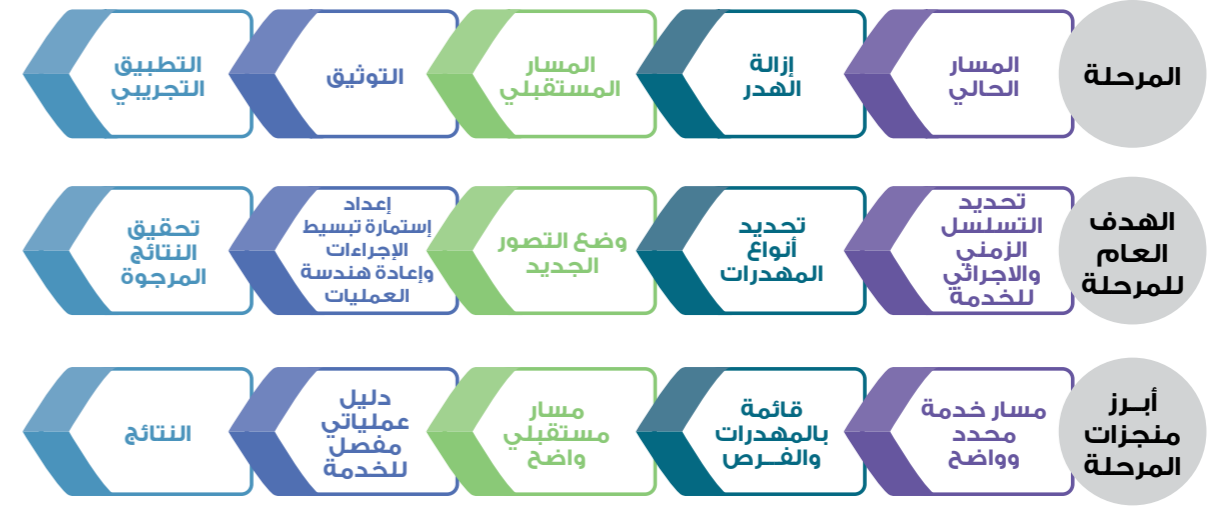 المرحلة
المسار
الحالي
إزالة
الهدر
المسار
المستقبلي
التوثيق
التطبيق
التجريبي
الهدف
العام
للمرحلة
تحديد
التسلسل
الزمني
والاجرائي
للخدمة
تحديد
أنواع
المهدرات
وضع التصور
الجديد
إعداد
إستمارة تبسيط
الإجراءات
وإعادة هندسة
العمليات
تحقيق
النتائج
المرجوة
أبــرز
منجزات
المرحلة
مسار خدمة
محدد
وواضح
قائمة
بالمهدرات
والفــرص
مسار
مستقبلي
واضح
دليل
عملياتي
مفصل
للخدمة
النتائج